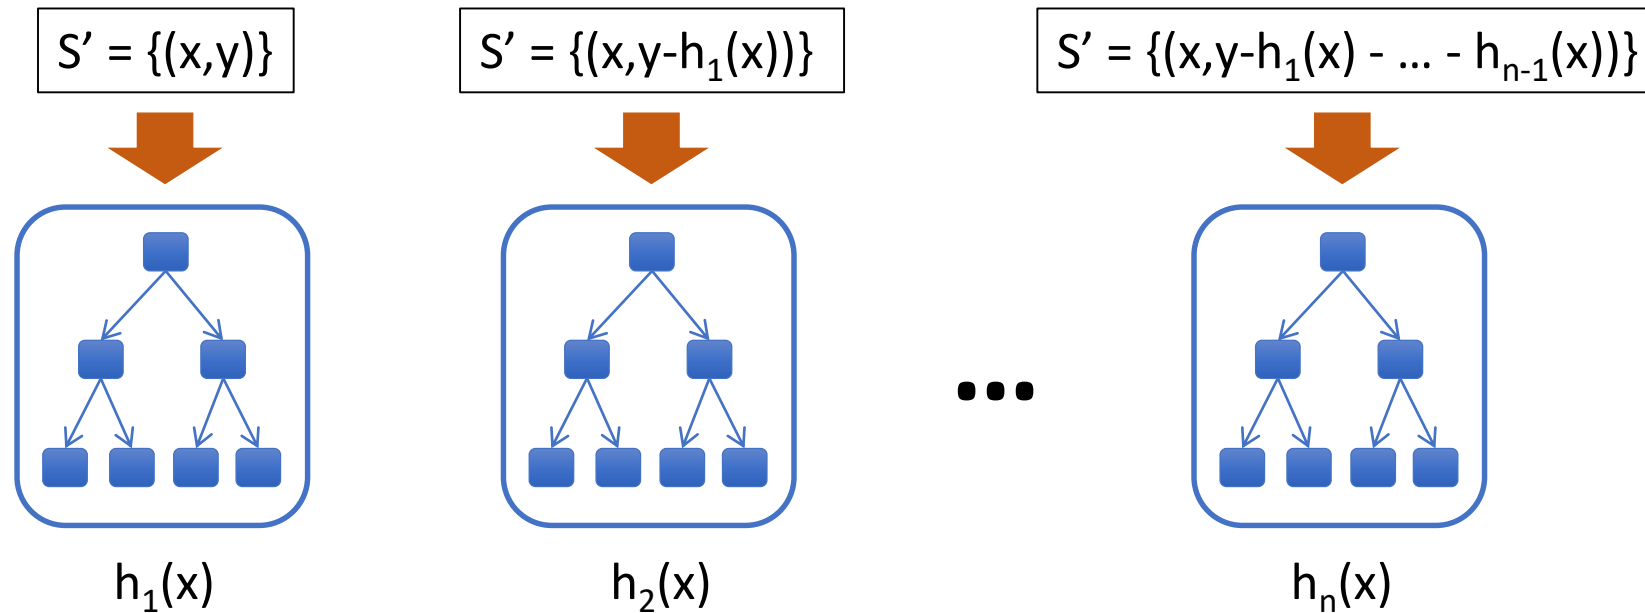 S’ = {(x,y)}
S’ = {(x,y-h₁(x))}
S’ = {(x,y-h₁(x) - … - hₙ₋₁(x))}
...
h₁(x)
h₂(x)
hₙ(x)